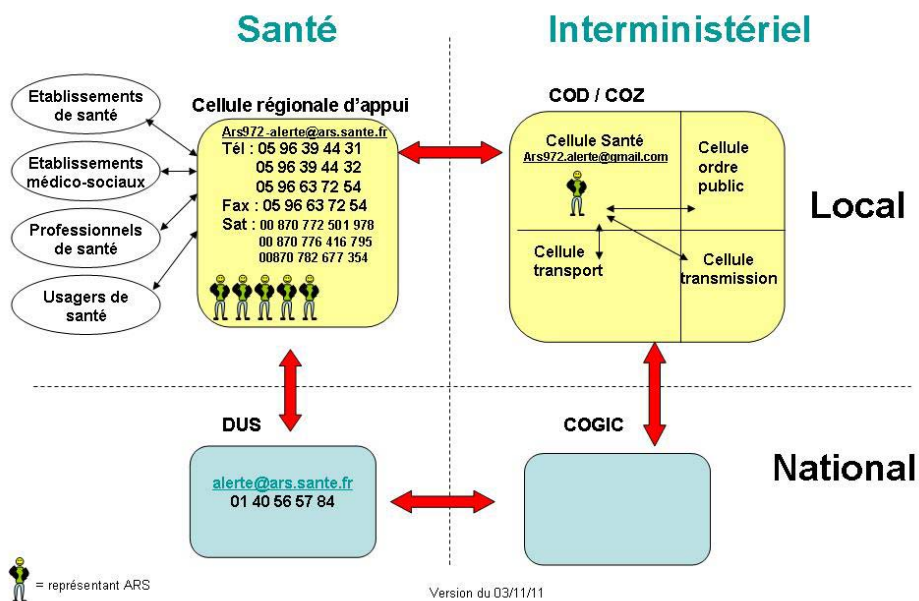 Santé
Interministériel
Etablissements
de santé
Etablissements
médico-sociaux
Professionnels
de santé
Usagers de
santé
Cellule régionale d'appui
Ars972-alerte@ars.sante.fr
Tél : 05 96 39 44 31
05 96 39 44 32
05 96 63 72 54
Fax : 05 96 63 72 54
Sat : 00 870 772 501 978
00 870 776 416 795
00870 782 677 354
COD / COZ
Cellule Santé
Ars972.alerte@gmail.com
Cellule
ordre
public
Cellule
transport
Cellule
transmission
Local
DUS
alerte@ars.sante.fr
01 40 56 57 84
COGIC
National
= représentant ARS
Version du 03/11/11